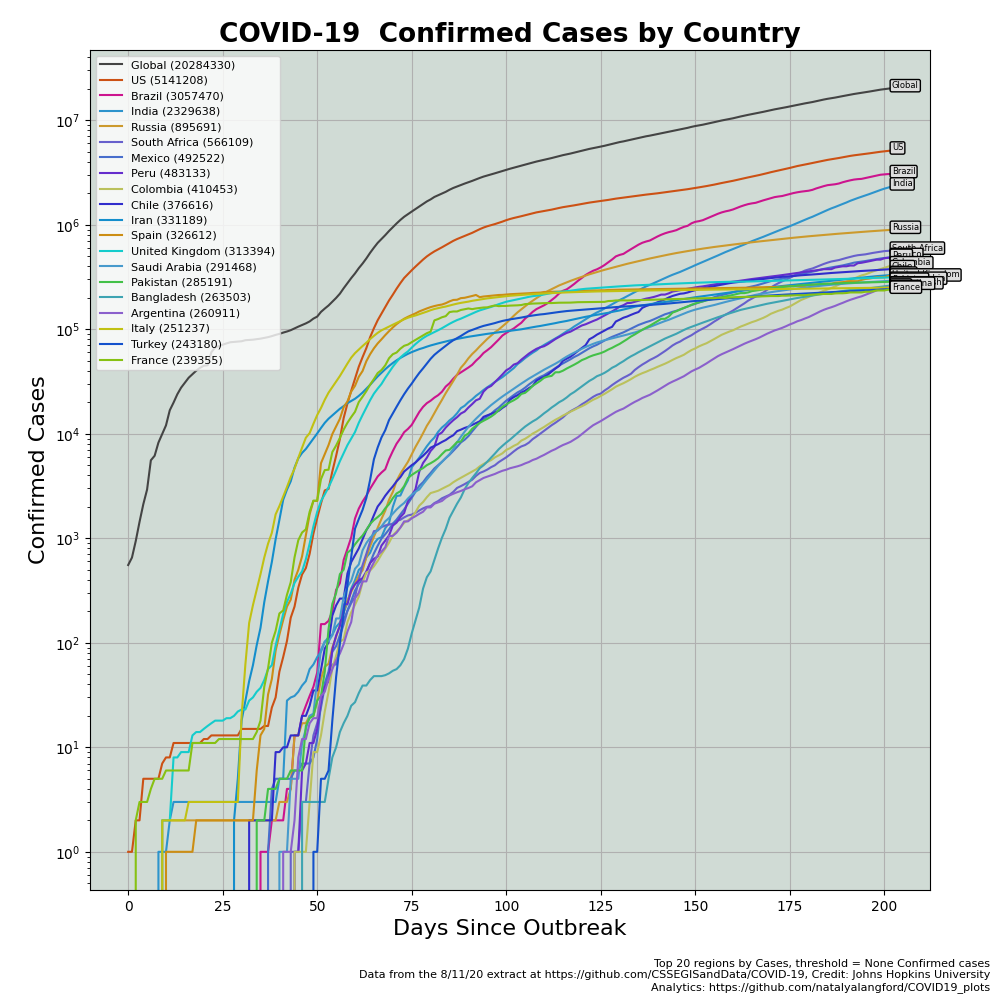 COVID-19  Confirmed Cases by Country
Global (20284330)
US (5141208)
Brazil (3057470)
India (2329638)
Russia (895691)
South Africa (566109)
Mexico (492522)
Peru (483133)
Colombia (410453)
Chile (376616)
Iran (331189)
Spain (326612)
United Kingdom (313394)
Saudi Arabia (291468)
Pakistan (285191)
Bangladesh (263503)
Argentina (260911)
Italy (251237)
Turkey (243180)
France (239355)
Global
US
Brazil
India
Russia
South Africa
France
10^7
10^6
10^5
10^4
10^3
10^2
10^1
10^0
Confirmed Cases
0 25 50 75 100 125 150 175 200
Days Since Outbreak
Top 20 regions by Cases, threshold = None Confirmed cases
Data from the 8/11/20 extract at https://github.com/CSSEGISandData/COVID-19, Credit: Johns Hopkins University
Analytics: https://github.com/natalyalangford/COVID19_plots